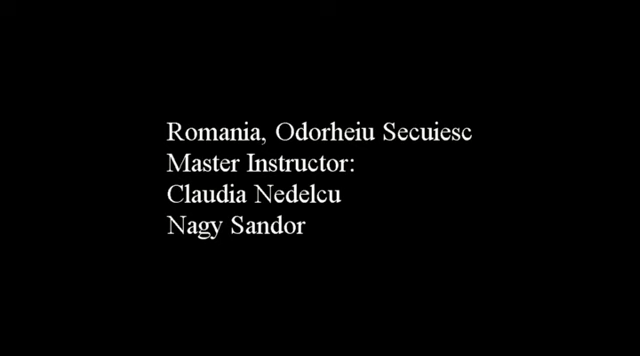 Romania, Odorheiu Secuiesc
Master Instructor:
Claudia Nedelcu
Nagy Sandor